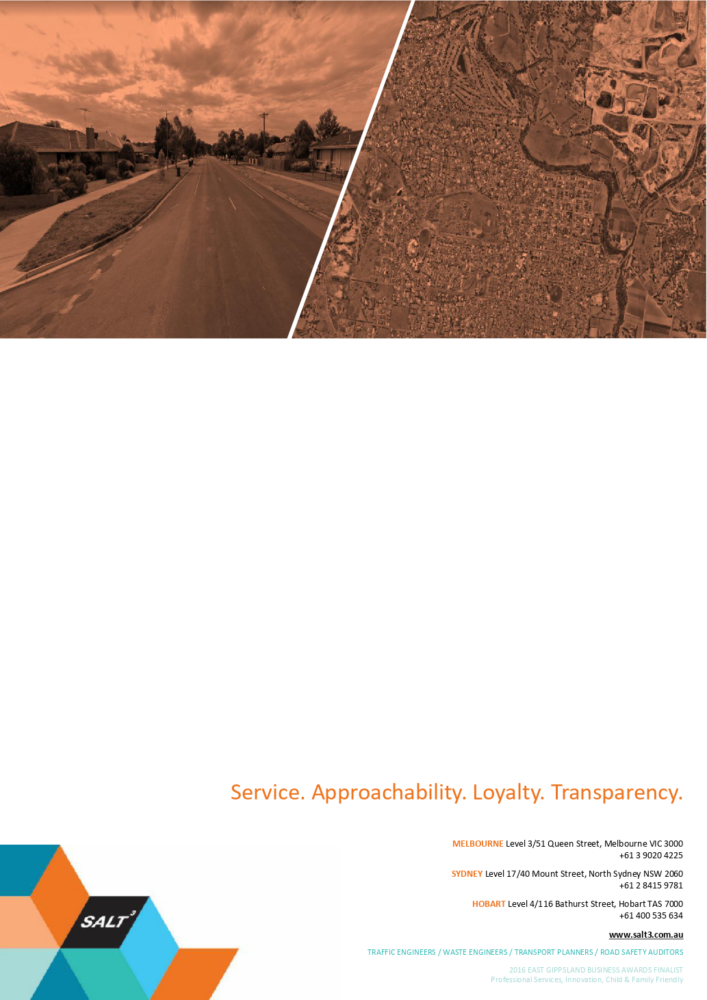 Service. Approachability. Loyalty. Transparency.
MELBOURNE Level 3/51 Queen Street, Melbourne VIC 3000
+61 3 9020 4225
SYDNEY Level 17/40 Mount Street, North Sydney NSW 2060
+61 2 8415 9781
HOBART Level 4/116 Bathurst Street, Hobart TAS 7000
+61 400 535 634
www.salt3.com.au
TRAFFIC ENGINEERS / WASTE ENGINEERS / TRANSPORT PLANNERS / ROAD SAFETY AUDITORS
2016 EAST GIPPSLAND BUSINESS AWARDS FINALIST
Professional Services, Innovation, Child & Family Friendly
SALT³